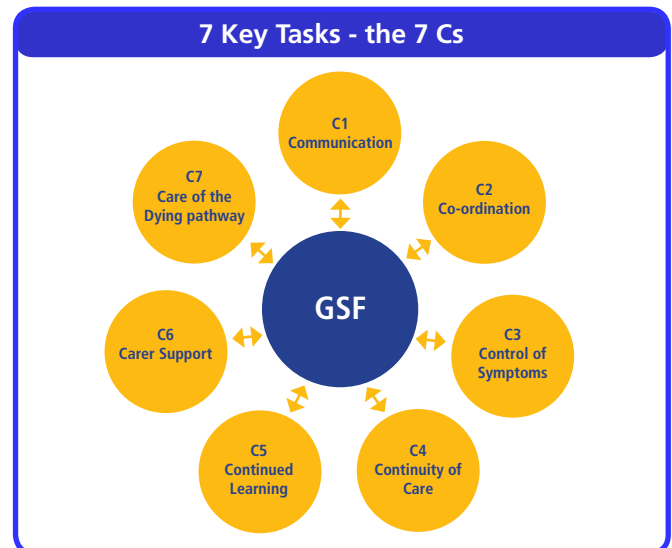 7 Key Tasks - the 7 Cs
C1
Communication
C2
Co-ordination
C3
Control of
Symptoms
C4
Continuity of
Care
C5
Continued
Learning
C6
Carer Support
C7
Care of the
Dying pathway
GSF